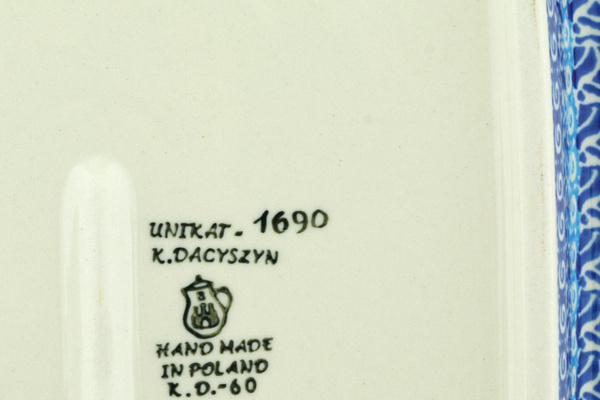 UNIKAT - 1690
K.DACYSZYN
HAND MADE
IN POLAND
K.D.-60